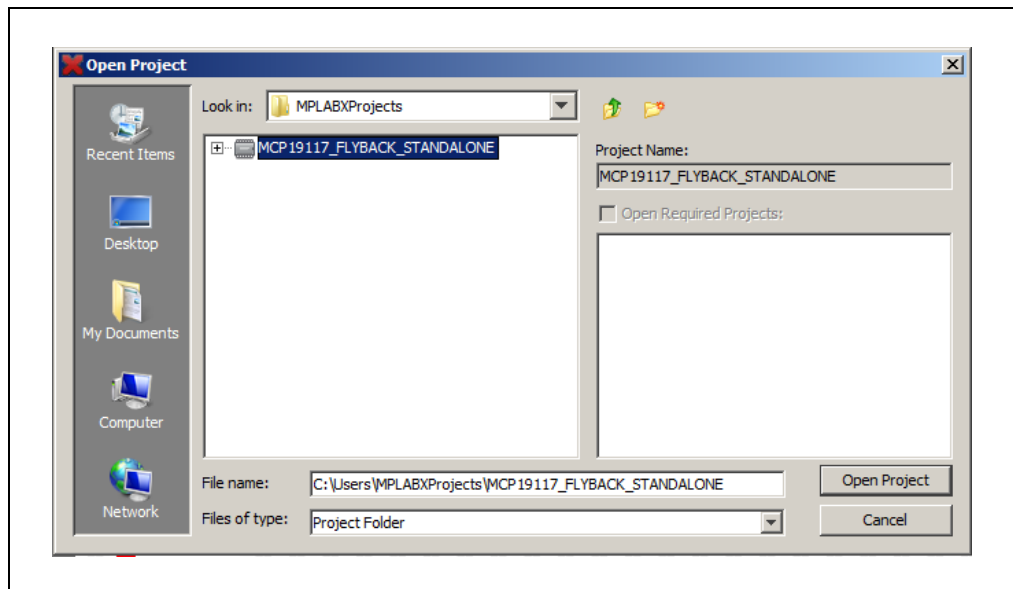 Open Project
Look in: MPLABXProjects
Recent Items
Desktop
My Documents
Computer
Network
MCP19117_FLYBACK_STANDALONE
Project Name:
MCP19117_FLYBACK_STANDALONE
Open Required Projects:
File name: C:\Users\MPLABXProjects\MCP19117_FLYBACK_STANDALONE
Files of type: Project Folder
Open Project
Cancel